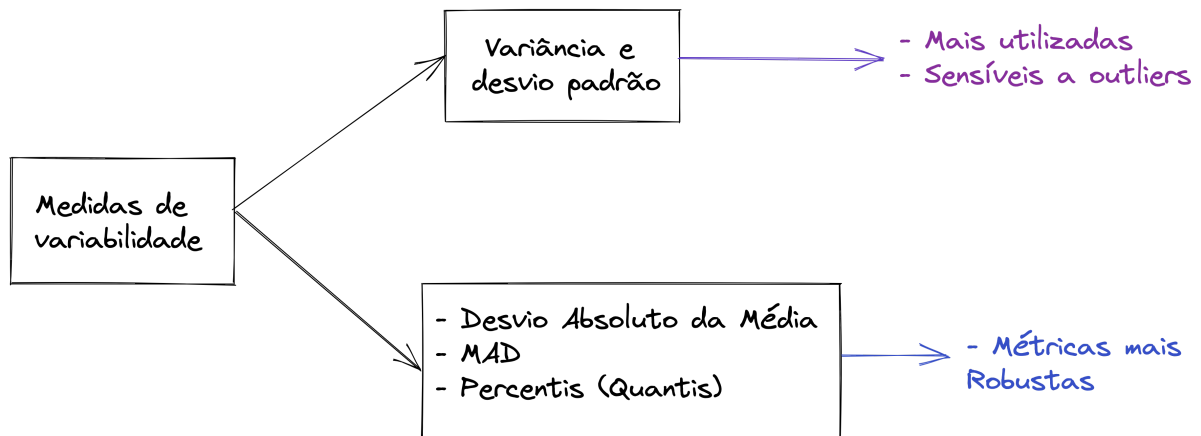 Variância e
desvio padrão
- Mais utilizadas
- Sensíveis a outliers
Medidas de
variabilidade
- Desvio Absoluto da Média
- MAD
- Percentis (Quantis)
- Métricas mais
Robustas